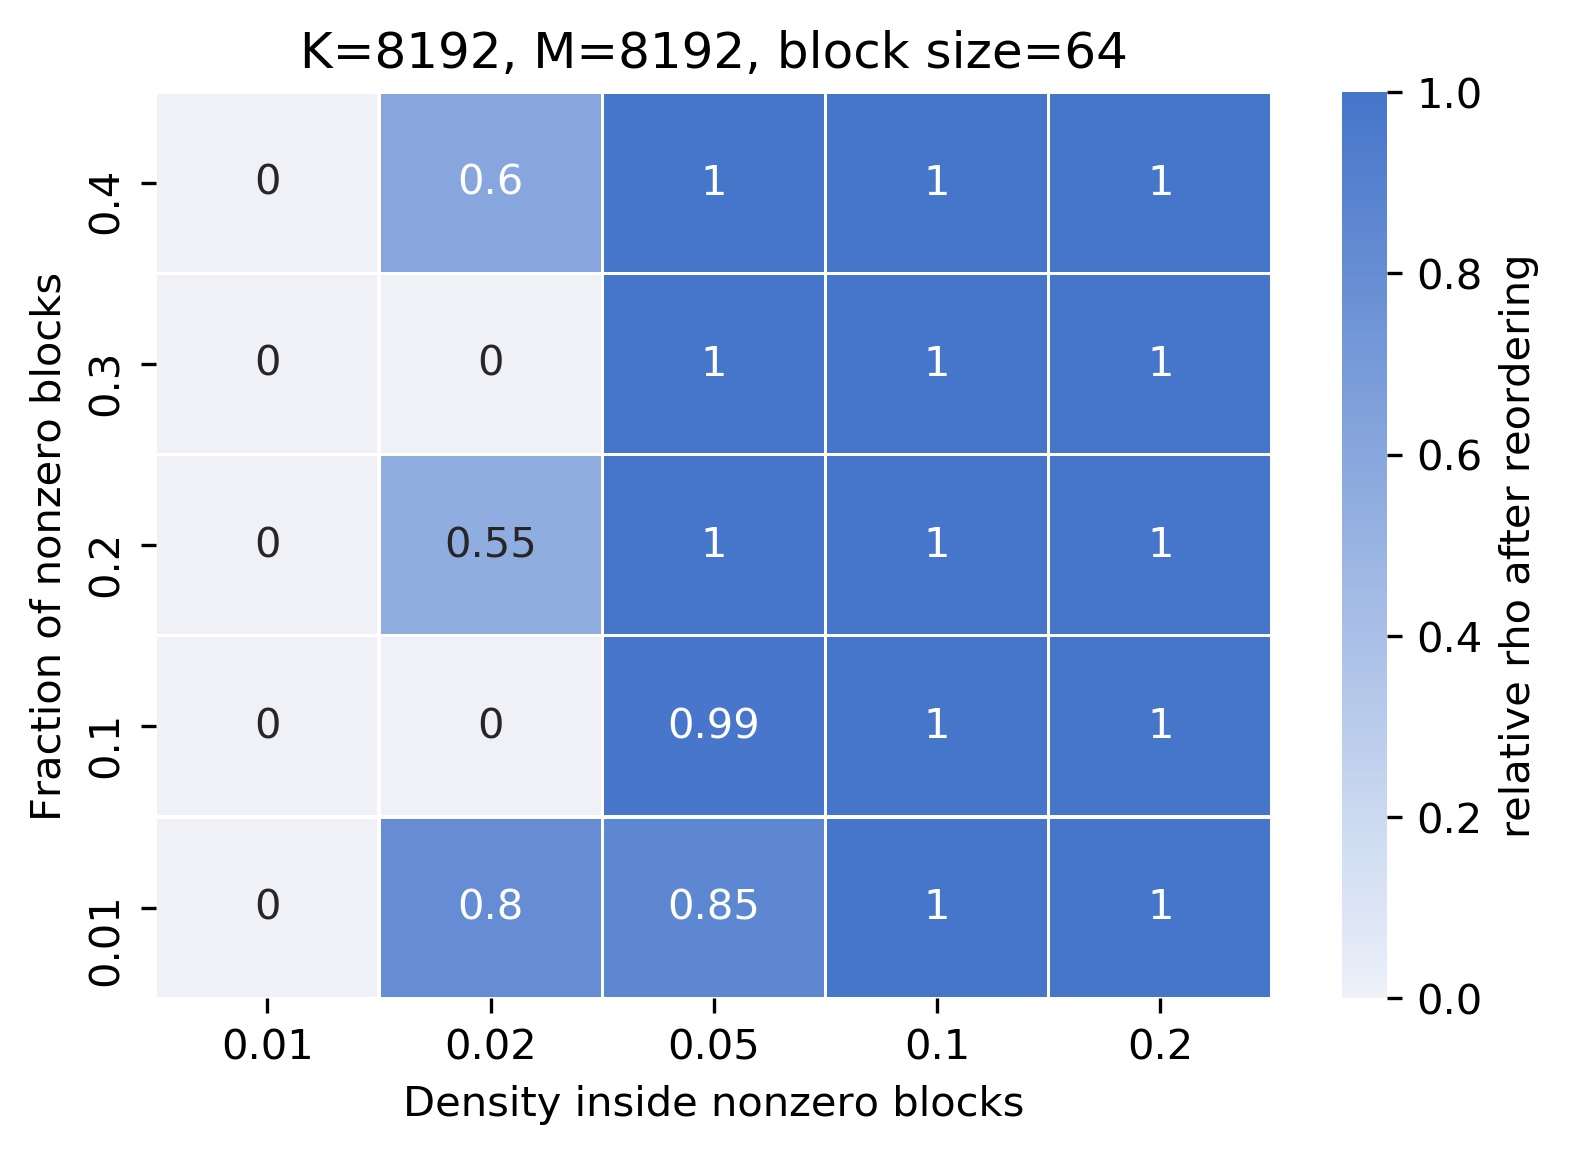 K=8192, M=8192, block size=64
Fraction of nonzero blocks
0.4
0 0.6 1 1 1
0.3
0 0 1 1 1
0.2
0 0.55 1 1 1
0.1
0 0 0.99 1 1
0.01
0 0.8 0.85 1 1
0.01 0.02 0.05 0.1 0.2
Density inside nonzero blocks
1.0
0.8
0.6
0.4
0.2
0.0
relative rho after reordering